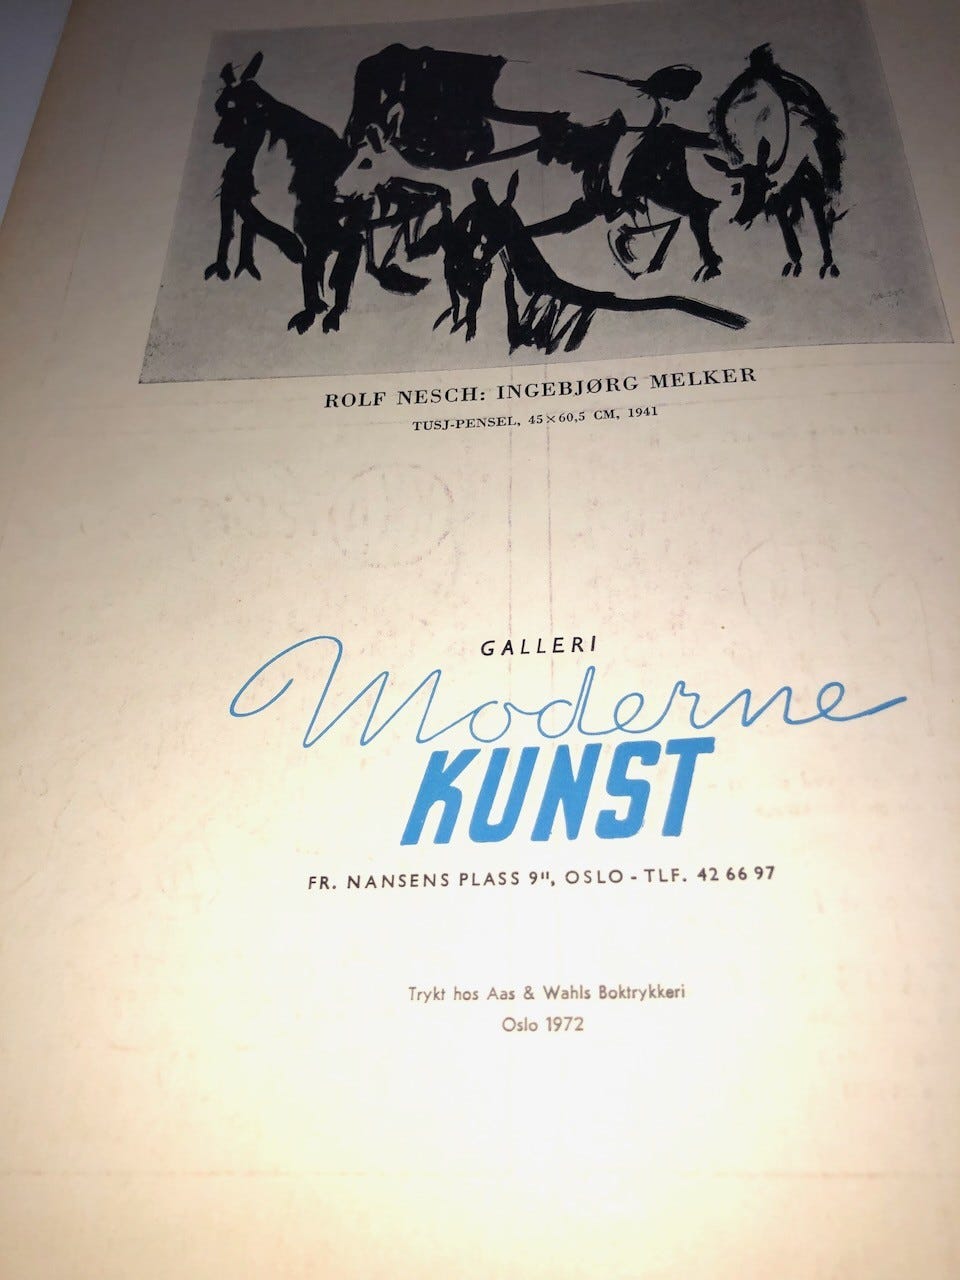 ROLF NESCH: INGEBJØRG MELKER
TUSJ-PENSEL, 45×60,5 CM, 1941
GALLERI
Moderne
KUNST
FR. NANSENS PLASS 9", OSLO - TLF. 42 66 97
Trykt hos Aas & Wahls Boktrykkeri
Oslo 1972